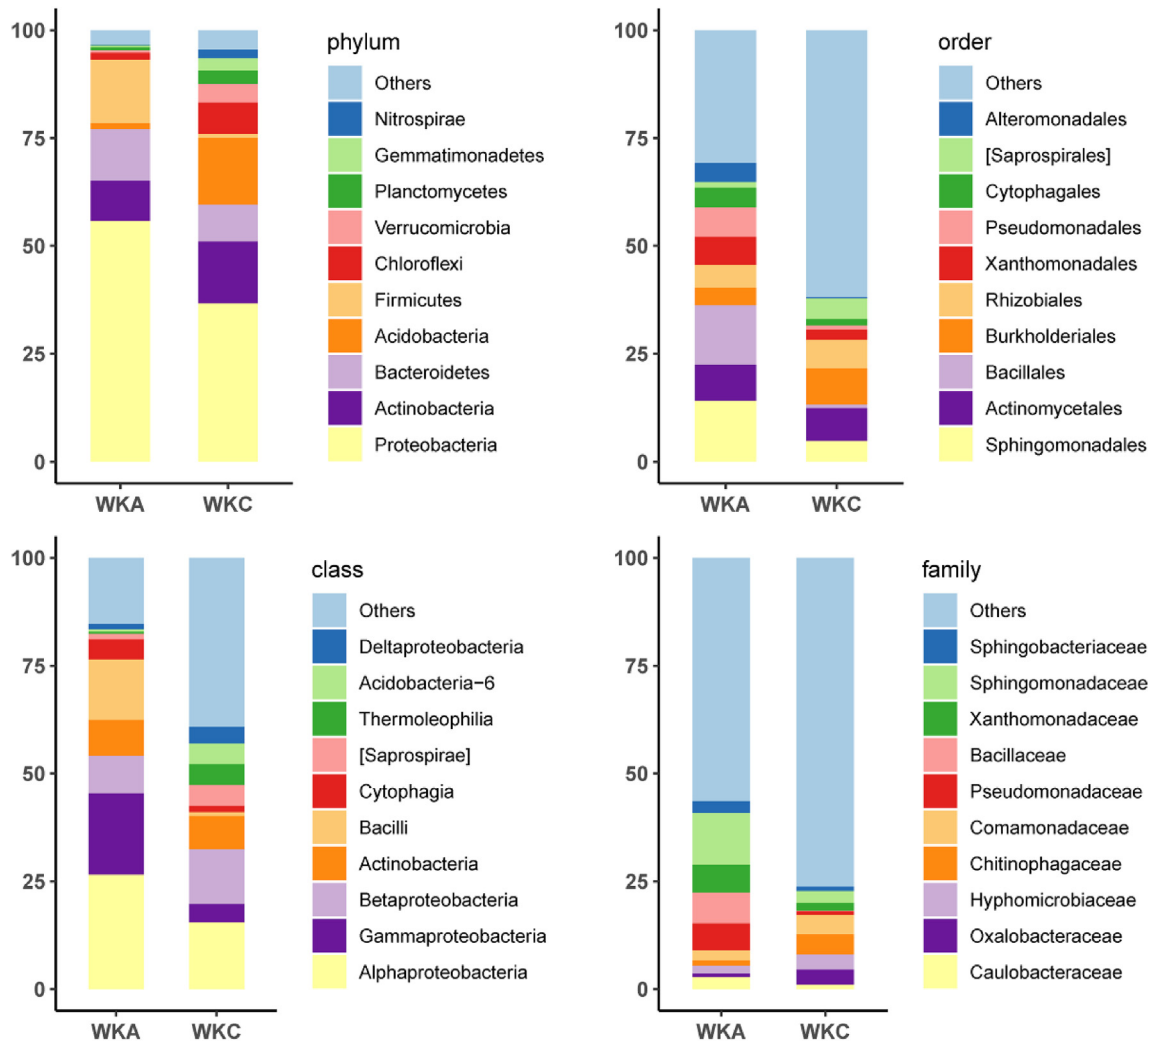 100
75
50
25
0
WKA
WKC
phylum
Others
Nitrospirae
Gemmatimonadetes
Planctomycetes
Verrucomicrobia
Chloroflexi
Firmicutes
Acidobacteria
Bacteroidetes
Actinobacteria
Proteobacteria
100
75
50
25
0
WKA
WKC
order
Others
Alteromonadales
[Saprospirales]
Cytophagales
Pseudomonadales
Xanthomonadales
Rhizobiales
Burkholderiales
Bacillales
Actinomycetales
Sphingomonadales
100
75
50
25
0
WKA
WKC
class
Others
Deltaproteobacteria
Acidobacteria−6
Thermoleophilia
[Saprospirae]
Cytophagia
Bacilli
Actinobacteria
Betaproteobacteria
Gammaproteobacteria
Alphaproteobacteria
100
75
50
25
0
WKA
WKC
family
Others
Sphingobacteriaceae
Sphingomonadaceae
Xanthomonadaceae
Bacillaceae
Pseudomonadaceae
Comamonadaceae
Chitinophagaceae
Hyphomicrobiaceae
Oxalobacteraceae
Caulobacteraceae